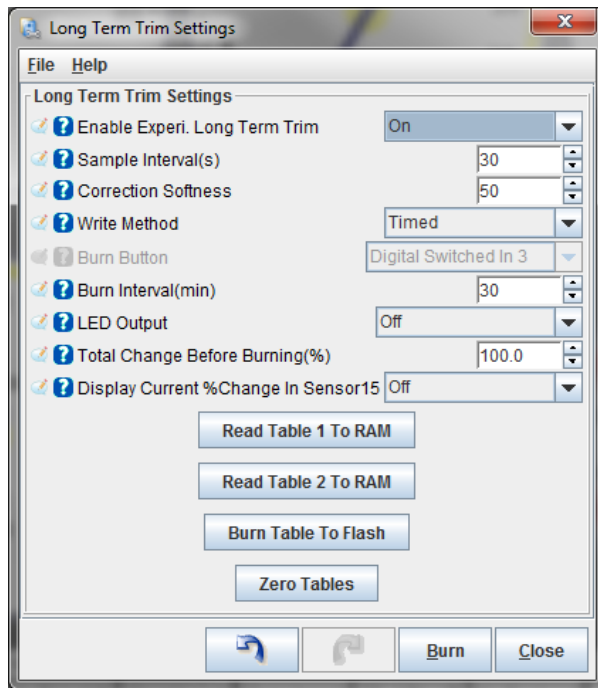 Long Term Trim Settings
File Help
Long Term Trim Settings
Enable Experi. Long Term Trim On
Sample Interval(s) 30
Correction Softness 50
Write Method Timed
Burn Button Digital Switched In 3
Burn Interval(min) 30
LED Output Off
Total Change Before Burning(%) 100.0
Display Current %Change In Sensor15 Off
Read Table 1 To RAM
Read Table 2 To RAM
Burn Table To Flash
Zero Tables
Burn Close